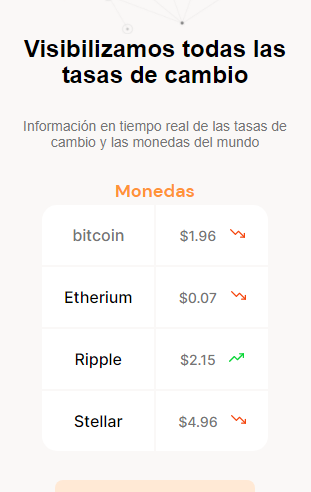 Visibilizamos todas las
tasas de cambio
Información en tiempo real de las tasas de
cambio y las monedas del mundo
Monedas
bitcoin $1.96
Etherium $0.07
Ripple $2.15
Stellar $4.96